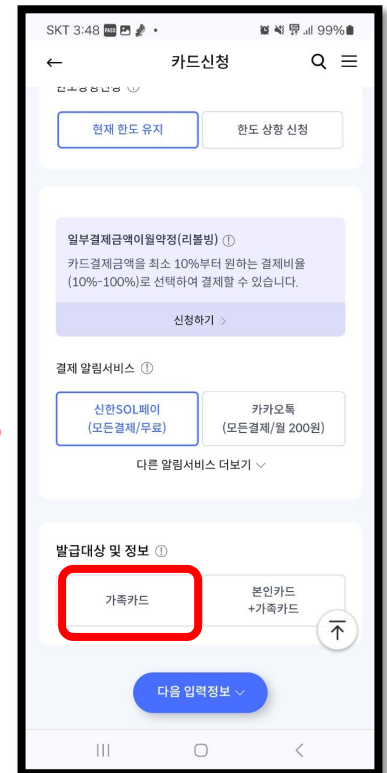 SKT 3:48
99%
카드신청
현재 한도 유지
한도 상향 신청
일부결제금액이월약정(리볼빙)
카드결제금액을 최소 10%부터 원하는 결제비율
(10%-100%)로 선택하여 결제할 수 있습니다.
신청하기 >
결제 알림서비스
신한SOL페이
(모든결제/무료)
카카오톡
(모든결제/월 200원)
다른 알림서비스 더보기
발급대상 및 정보
가족카드
본인카드
+가족카드
다음 입력정보